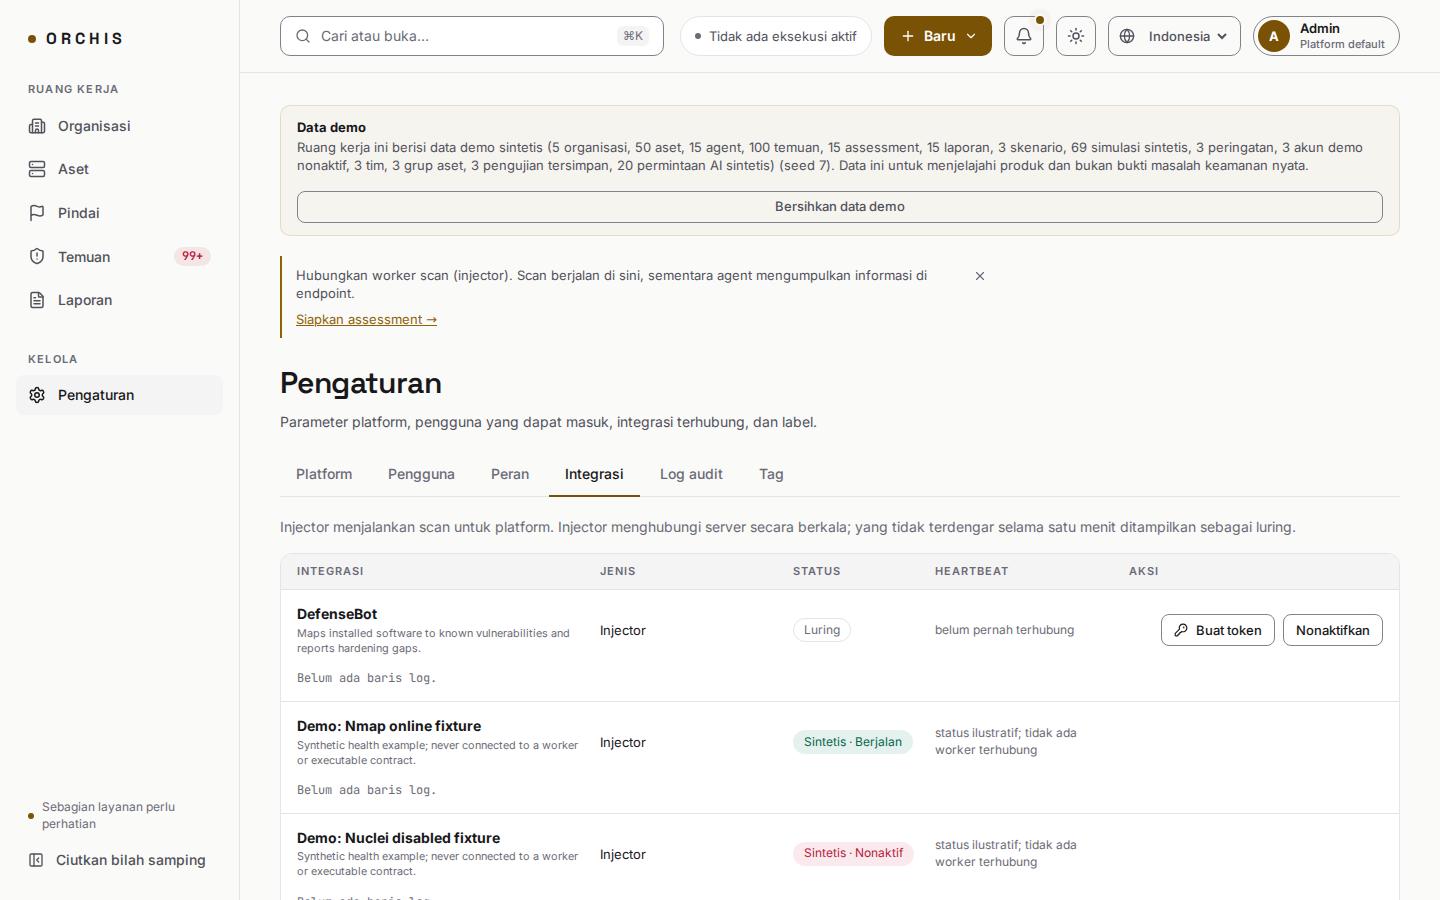 ORCHIS
RUANG KERJA
Organisasi
Aset
Pindai
Temuan
99+
Laporan
KELOLA
Pengaturan
Sebagian layanan perlu
perhatian
Ciutkan bilah samping
Cari atau buka...
⌘K
Tidak ada eksekusi aktif
Baru
Indonesia
A
Admin
Platform default
Data demo
Ruang kerja ini berisi data demo sintetis (5 organisasi, 50 aset, 15 agent, 100 temuan, 15 assessment, 15 laporan, 3 skenario, 69 simulasi sintetis, 3 peringatan, 3 akun demo
nonaktif, 3 tim, 3 grup aset, 3 pengujian tersimpan, 20 permintaan AI sintetis) (seed 7). Data ini untuk menjelajahi produk dan bukan bukti masalah keamanan nyata.
Bersihkan data demo
Hubungkan worker scan (injector). Scan berjalan di sini, sementara agent mengumpulkan informasi di
endpoint.
Siapkan assessment →
Pengaturan
Parameter platform, pengguna yang dapat masuk, integrasi terhubung, dan label.
Platform
Pengguna
Peran
Integrasi
Log audit
Tag
Injector menjalankan scan untuk platform. Injector menghubungi server secara berkala; yang tidak terdengar selama satu menit ditampilkan sebagai luring.
INTEGRASI
JENIS
STATUS
HEARTBEAT
AKSI
DefenseBot
Maps installed software to known vulnerabilities and
reports hardening gaps.
Belum ada baris log.
Injector
Luring
belum pernah terhubung
Buat token
Nonaktifkan
Demo: Nmap online fixture
Synthetic health example; never connected to a worker
or executable contract.
Belum ada baris log.
Injector
Sintetis · Berjalan
status ilustratif; tidak ada
worker terhubung
Demo: Nuclei disabled fixture
Synthetic health example; never connected to a worker
or executable contract.
Belum ada baris log.
Injector
Sintetis · Nonaktif
status ilustratif; tidak ada
worker terhubung